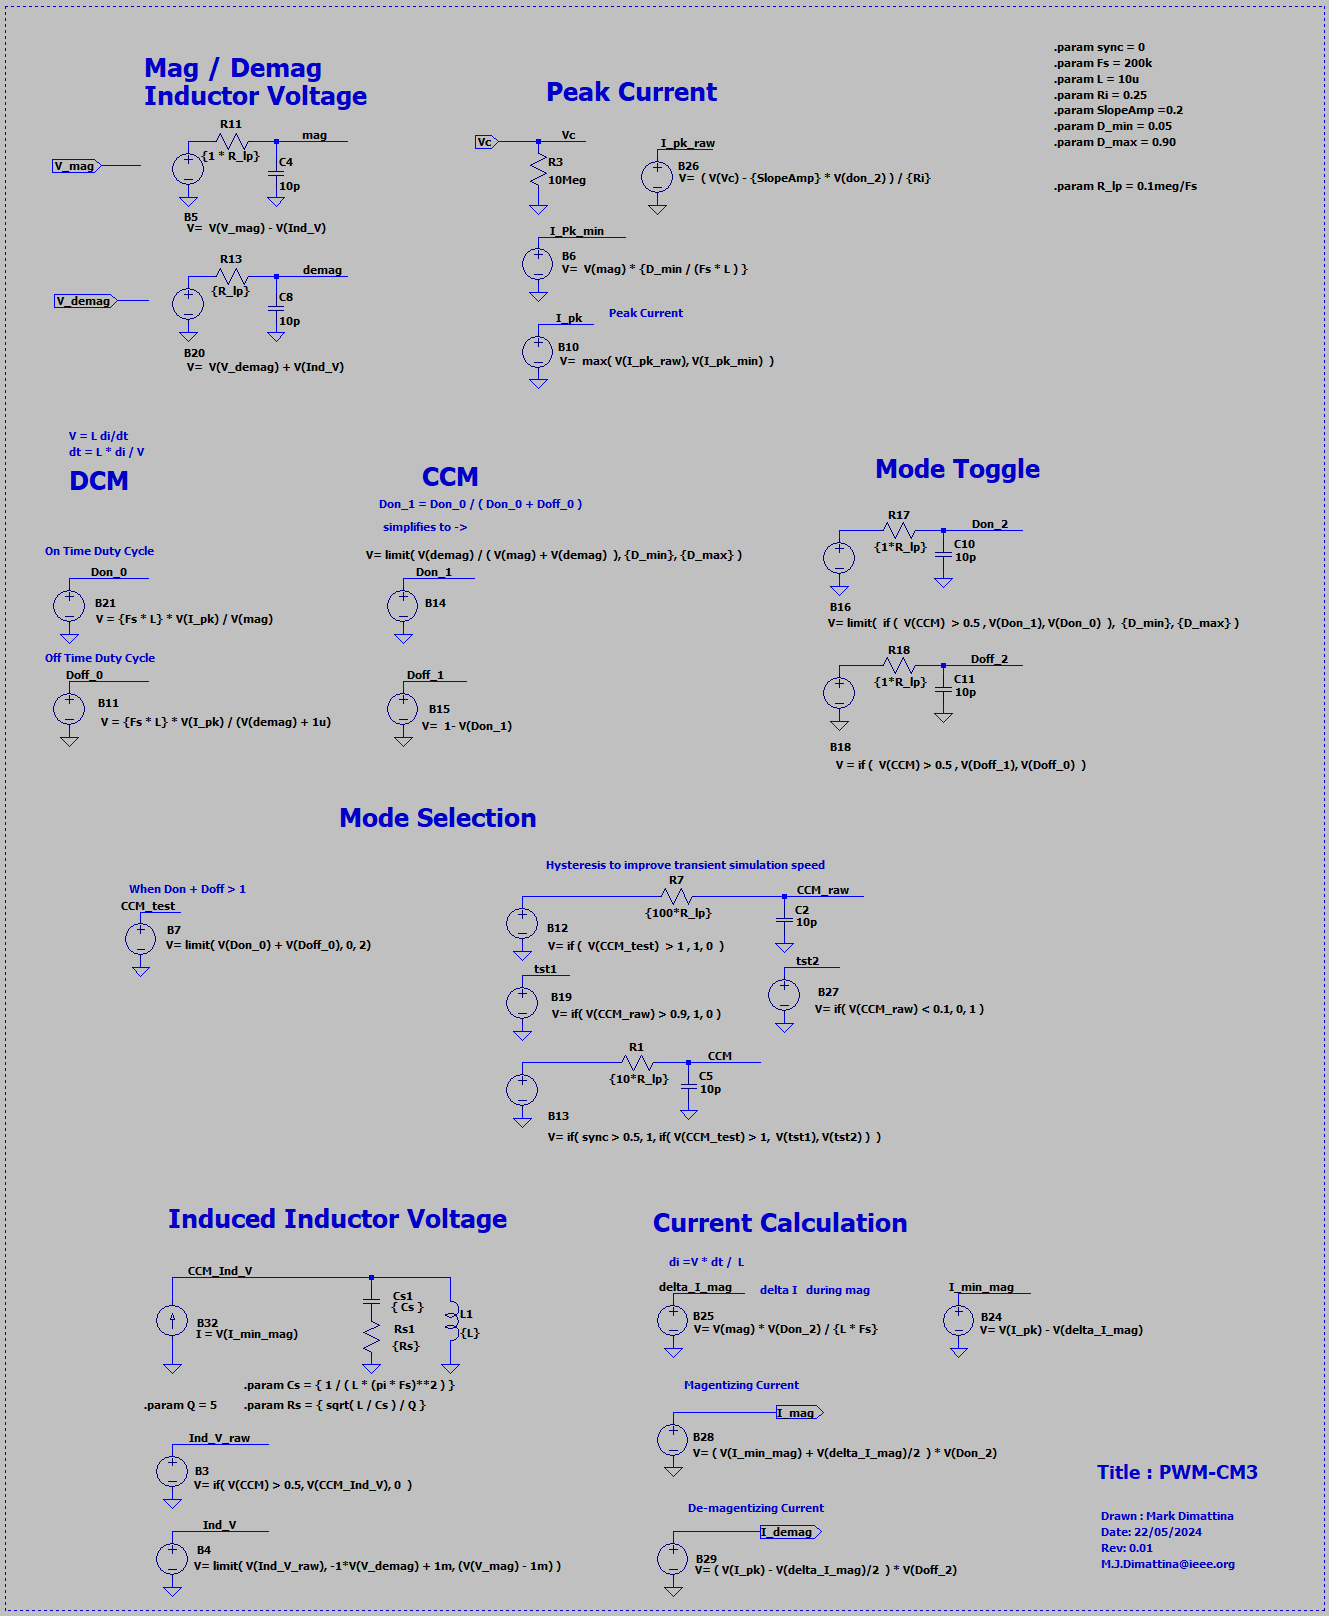 Mag / Demag
Inductor Voltage
R11
mag
{1 * R_lp}
V_mag
C4
10p
B5
V=  V(V_mag) - V(Ind_V)
R13
demag
{R_lp}
V_demag
C8
10p
B20
V=  V(V_demag) + V(Ind_V)
Peak Current
Vc
Vc
R3
10Meg
I_pk_raw
B26
V=  ( V(Vc) - {SlopeAmp} * V(don_2) ) / {Ri}
I_Pk_min
B6
V=  V(mag) * {D_min / (Fs * L ) }
I_pk
Peak Current
B10
V=  max( V(I_pk_raw), V(I_pk_min)  )
.param sync = 0
.param Fs = 200k
.param L = 10u
.param Ri = 0.25
.param SlopeAmp =0.2
.param D_min = 0.05
.param D_max = 0.90
.param R_lp = 0.1meg/Fs
V = L di/dt
dt = L * di / V
DCM
On Time Duty Cycle
Don_0
B21
V = {Fs * L} * V(I_pk) / V(mag)
Off Time Duty Cycle
Doff_0
B11
V = {Fs * L} * V(I_pk) / (V(demag) + 1u)
CCM
Don_1 = Don_0 / ( Don_0 + Doff_0 )
simplifies to ->
V= limit( V(demag) / ( V(mag) + V(demag)  ), {D_min}, {D_max} )
Don_1
B14
Doff_1
B15
V=  1- V(Don_1)
Mode Toggle
R17
Don_2
{1*R_lp}
C10
10p
B16
V= limit(  if (  V(CCM)  > 0.5 , V(Don_1), V(Don_0)  ),  {D_min}, {D_max} )
R18
Doff_2
{1*R_lp}
C11
10p
B18
V = if (  V(CCM) > 0.5 , V(Doff_1), V(Doff_0)  )
Mode Selection
When Don + Doff > 1
CCM_test
B7
V= limit( V(Don_0) + V(Doff_0), 0, 2)
Hysteresis to improve transient simulation speed
R7
CCM_raw
{100*R_lp}
C2
10p
B12
V= if (  V(CCM_test)  > 1 , 1, 0  )
tst1
B19
V= if( V(CCM_raw) > 0.9, 1, 0 )
tst2
B27
V= if( V(CCM_raw) < 0.1, 0, 1 )
R1
CCM
{10*R_lp}
C5
10p
B13
V= if( sync > 0.5, 1, if( V(CCM_test) > 1,  V(tst1), V(tst2) )  )
Induced Inductor Voltage
CCM_Ind_V
B32
I = V(I_min_mag)
Cs1
{ Cs }
Rs1
{Rs}
L1
{L}
.param Cs = { 1 / ( L * (pi * Fs)**2 ) }
.param Q = 5
.param Rs = { sqrt( L / Cs ) / Q }
Ind_V_raw
B3
V= if( V(CCM) > 0.5, V(CCM_Ind_V), 0  )
Ind_V
B4
V= limit( V(Ind_V_raw), -1*V(V_demag) + 1m, (V(V_mag) - 1m) )
Current Calculation
di =V * dt /  L
delta_I_mag
delta I  during mag
B25
V= V(mag) * V(Don_2) / {L * Fs}
I_min_mag
B24
V= V(I_pk) - V(delta_I_mag)
Magentizing Current
I_mag
B28
V= ( V(I_min_mag) + V(delta_I_mag)/2  ) * V(Don_2)
De-magentizing Current
I_demag
B29
V= ( V(I_pk) - V(delta_I_mag)/2  ) * V(Doff_2)
Title : PWM-CM3
Drawn : Mark Dimattina
Date: 22/05/2024
Rev: 0.01
M.J.Dimattina@ieee.org